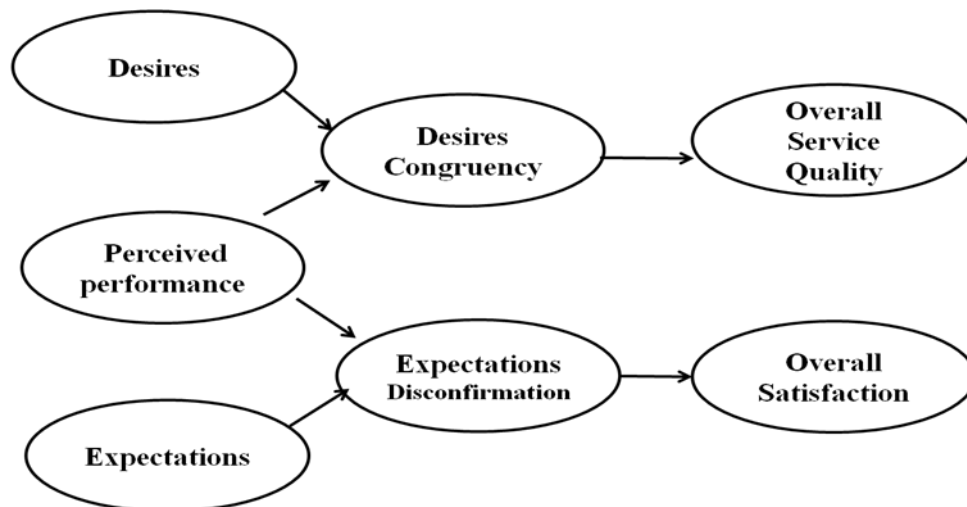 Desires
Desires
Congruency
Overall
Service
Quality
Perceived
performance
Expectations
Disconfirmation
Overall
Satisfaction
Expectations